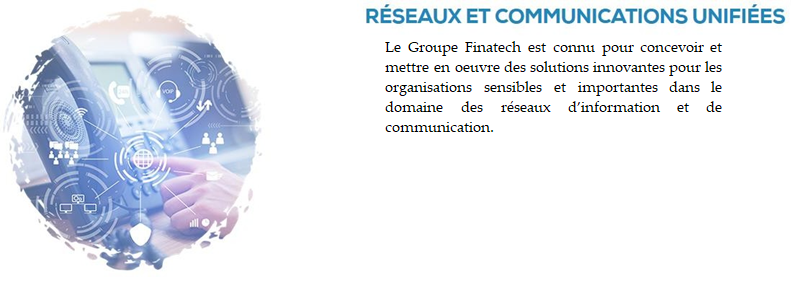 RÉSEAUX ET COMMUNICATIONS UNIFIÉES
Le Groupe Finatech est connu pour concevoir et
mettre en oeuvre des solutions innovantes pour les
organisations sensibles et importantes dans le
domaine des réseaux d'information et de
communication.
VOIP